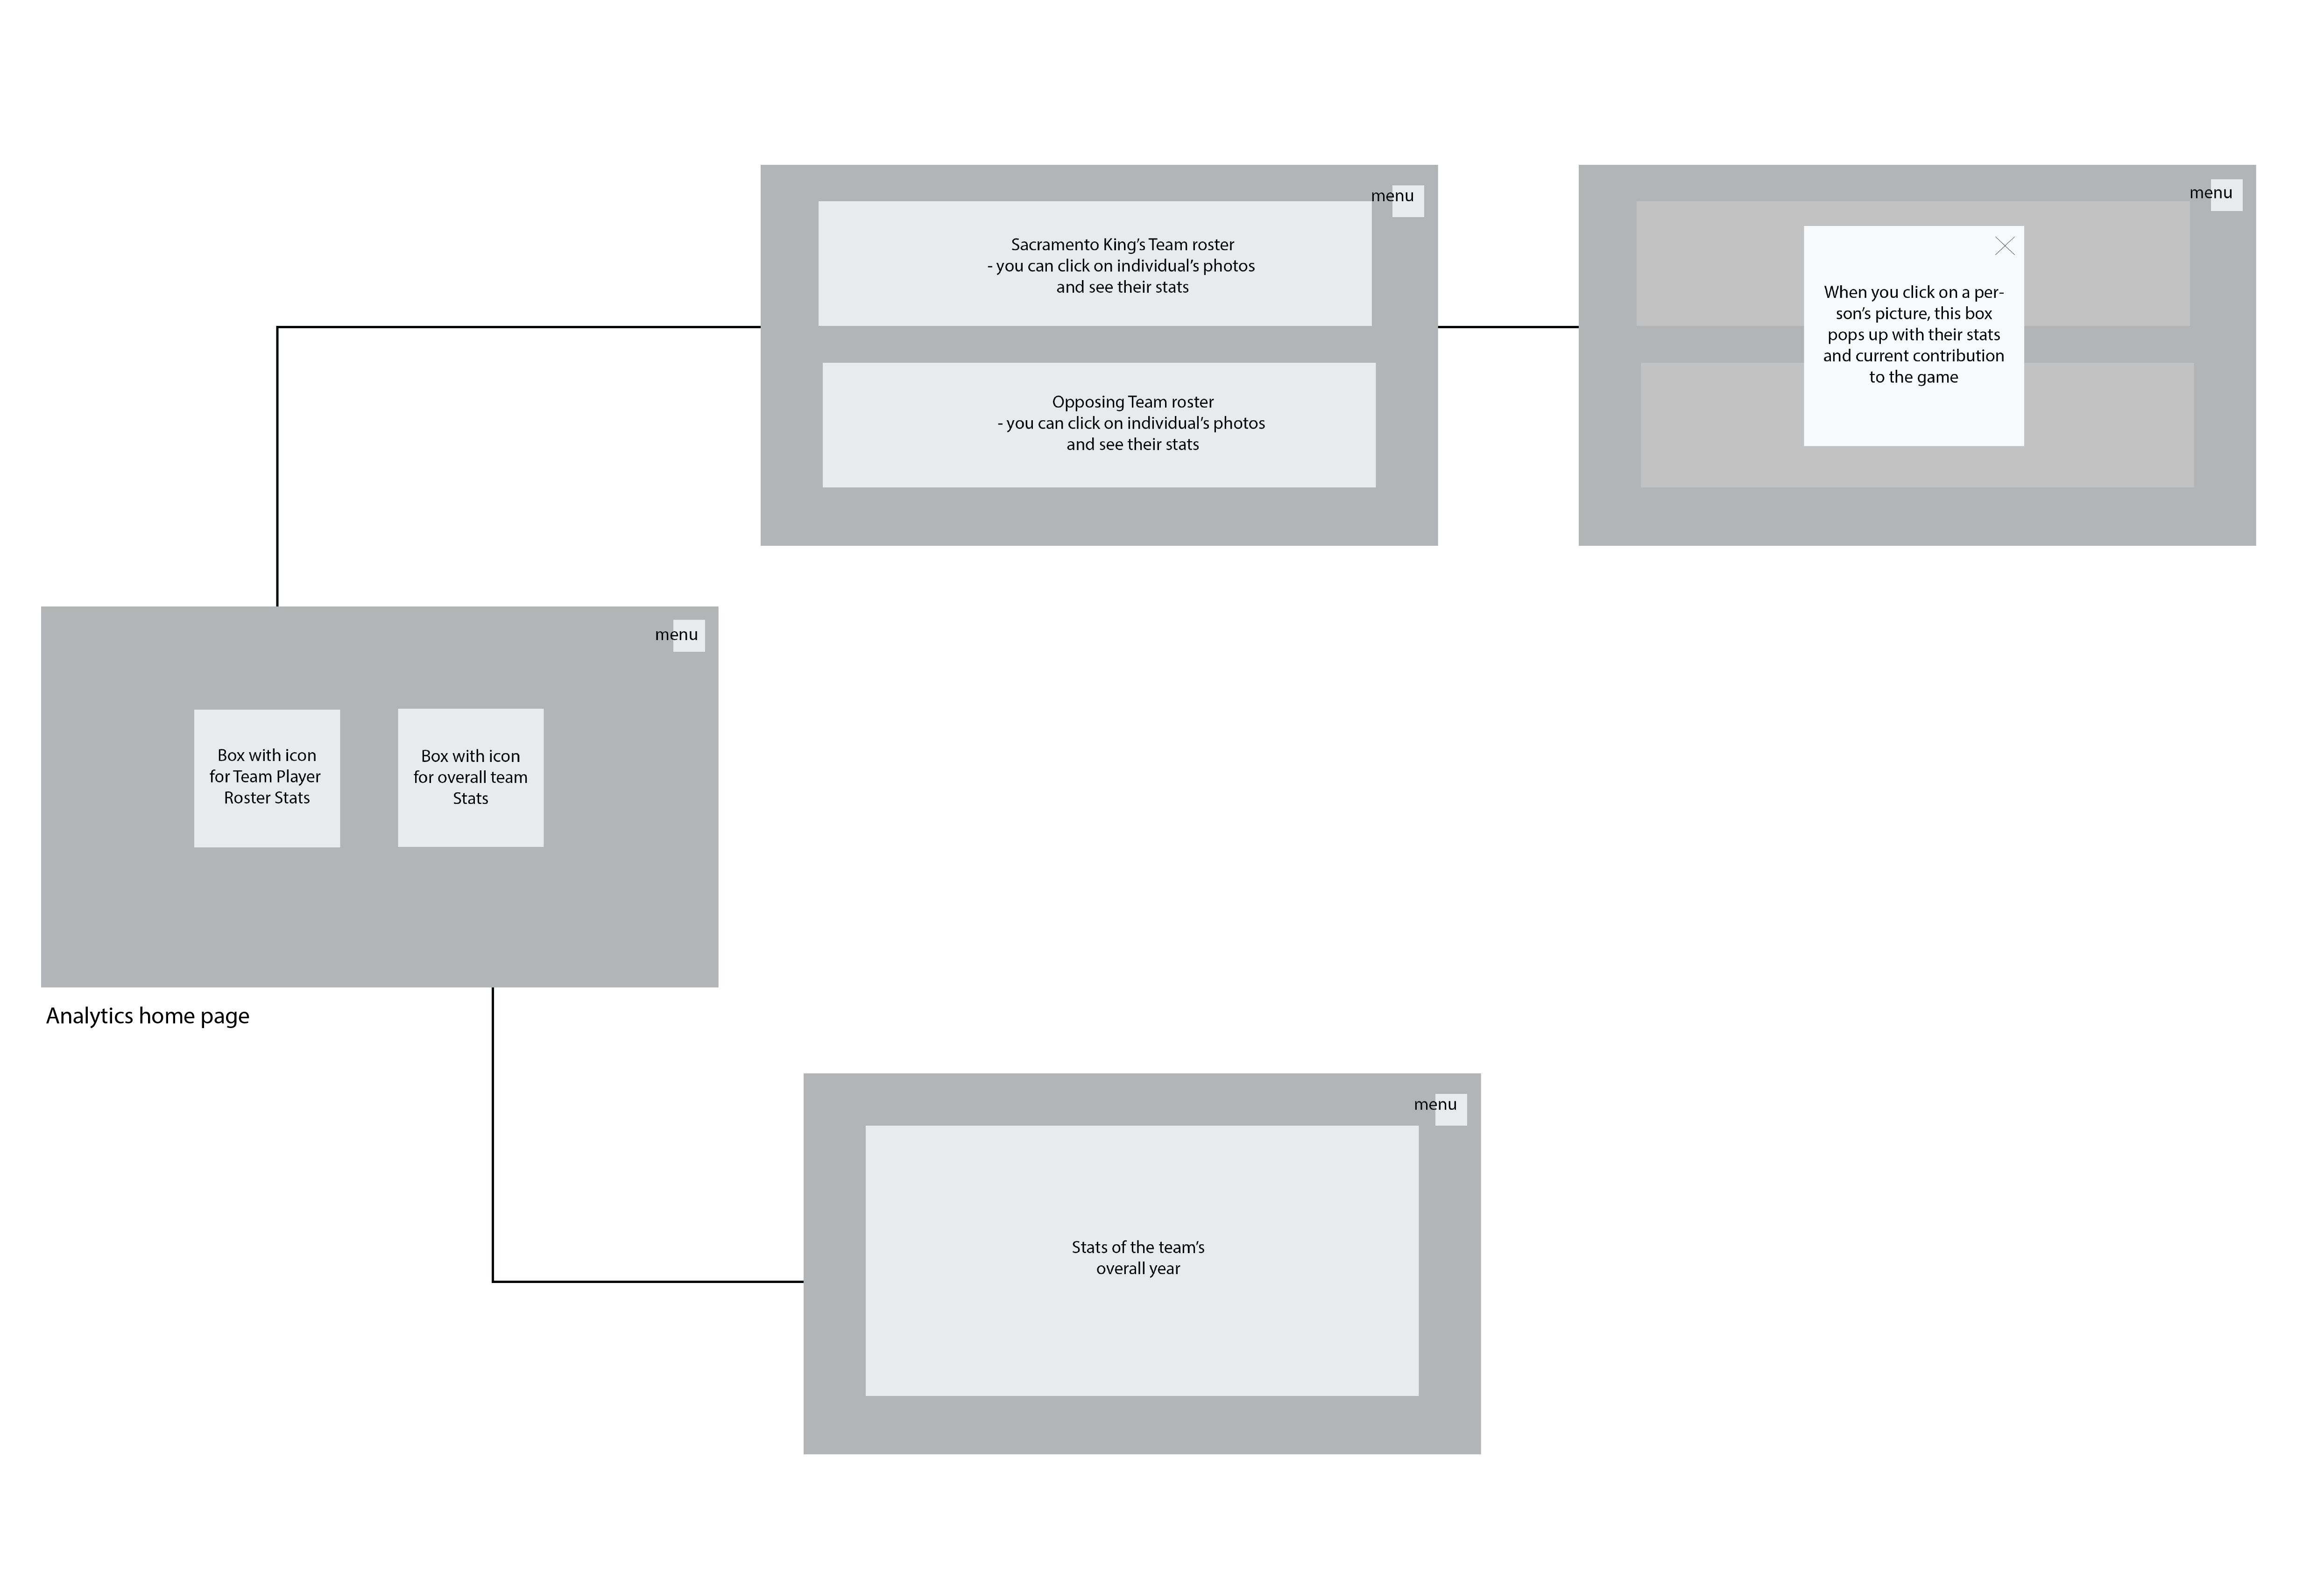 menu
Sacramento King’s Team roster
- you can click on individual’s photos
and see their stats
Opposing Team roster
- you can click on individual’s photos
and see their stats
menu
When you click on a per-
son’s picture, this box
pops up with their stats
and current contribution
to the game
menu
Box with icon
for Team Player
Roster Stats
Box with icon
for overall team
Stats
Analytics home page
menu
Stats of the team’s
overall year